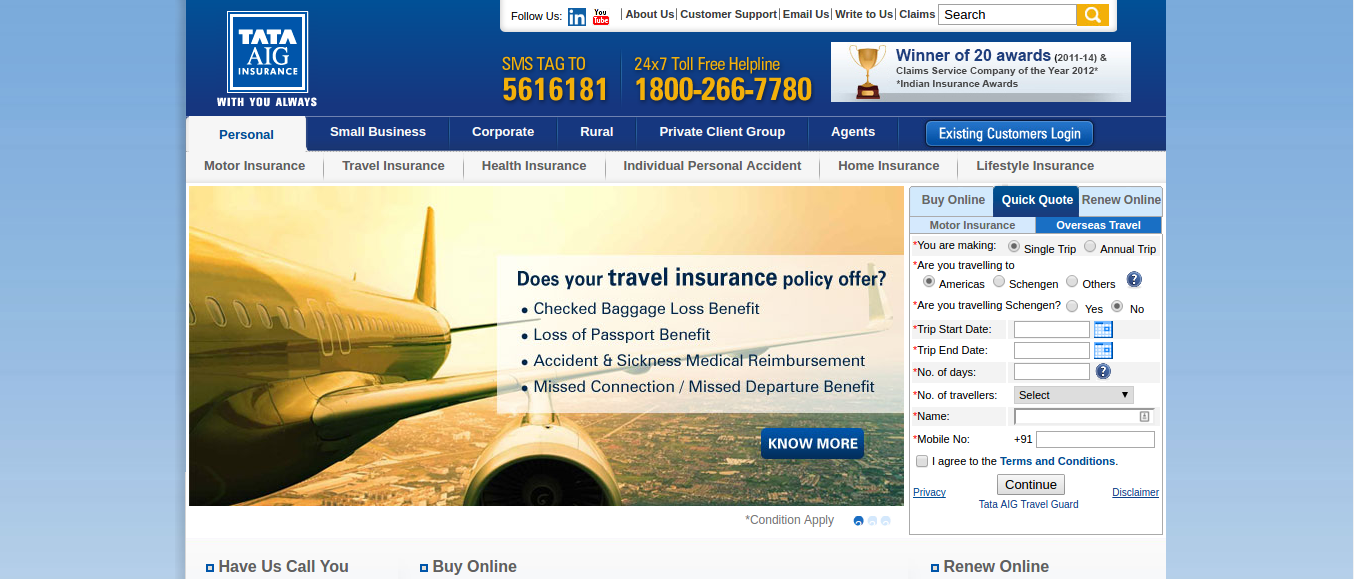 Follow Us: You Tube | About Us | Customer Support | Email Us | Write to Us | Claims Search
TATA
AIG
INSURANCE
WITH YOU ALWAYS
SMS TAG TO
5616181
24x7 Toll Free Helpline
1800-266-7780
Winner of 20 awards (2011-14) &
Claims Service Company of the Year 2012*
*Indian Insurance Awards
Personal Small Business Corporate Rural Private Client Group Agents Existing Customers Login
Motor Insurance Travel Insurance Health Insurance Individual Personal Accident Home Insurance Lifestyle Insurance
Does your travel insurance policy offer?
• Checked Baggage Loss Benefit
• Loss of Passport Benefit
• Accident & Sickness Medical Reimbursement
• Missed Connection / Missed Departure Benefit
KNOW MORE
*Condition Apply
Buy Online Quick Quote Renew Online
Motor Insurance Overseas Travel
*You are making: Single Trip Annual Trip
*Are you travelling to
Americas Schengen Others ?
*Are you travelling Schengen? Yes No
*Trip Start Date:
*Trip End Date:
*No. of days: ?
*No. of travellers: Select
*Name:
*Mobile No: +91
I agree to the Terms and Conditions.
Continue
Privacy Disclaimer
Tata AIG Travel Guard
Have Us Call You Buy Online Renew Online